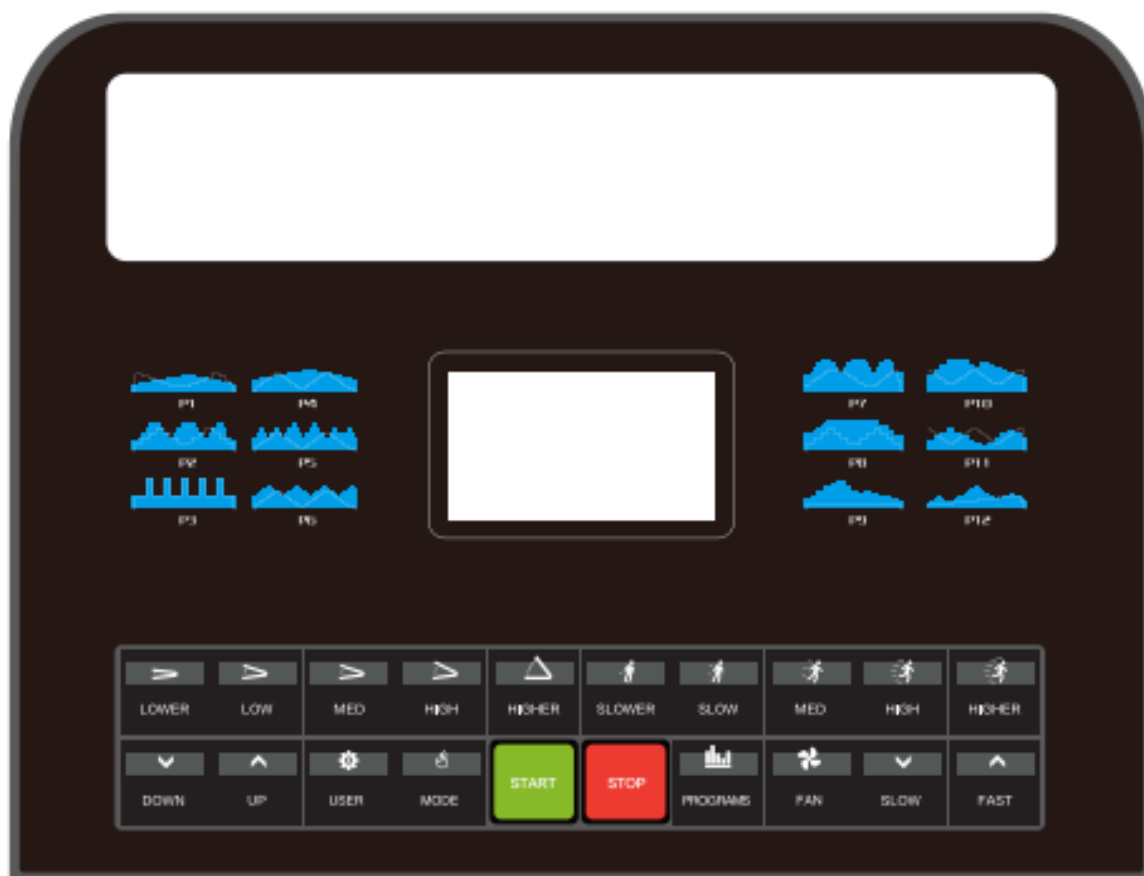 P1 P4
P7 P10
P2 P5
P8 P11
P3 P6
P9 P12
LOWER LOW MED HIGH HIGHER SLOWER SLOW MED HIGH HIGHER
DOWN UP USER MODE START STOP PROGRAMS FAN SLOW FAST